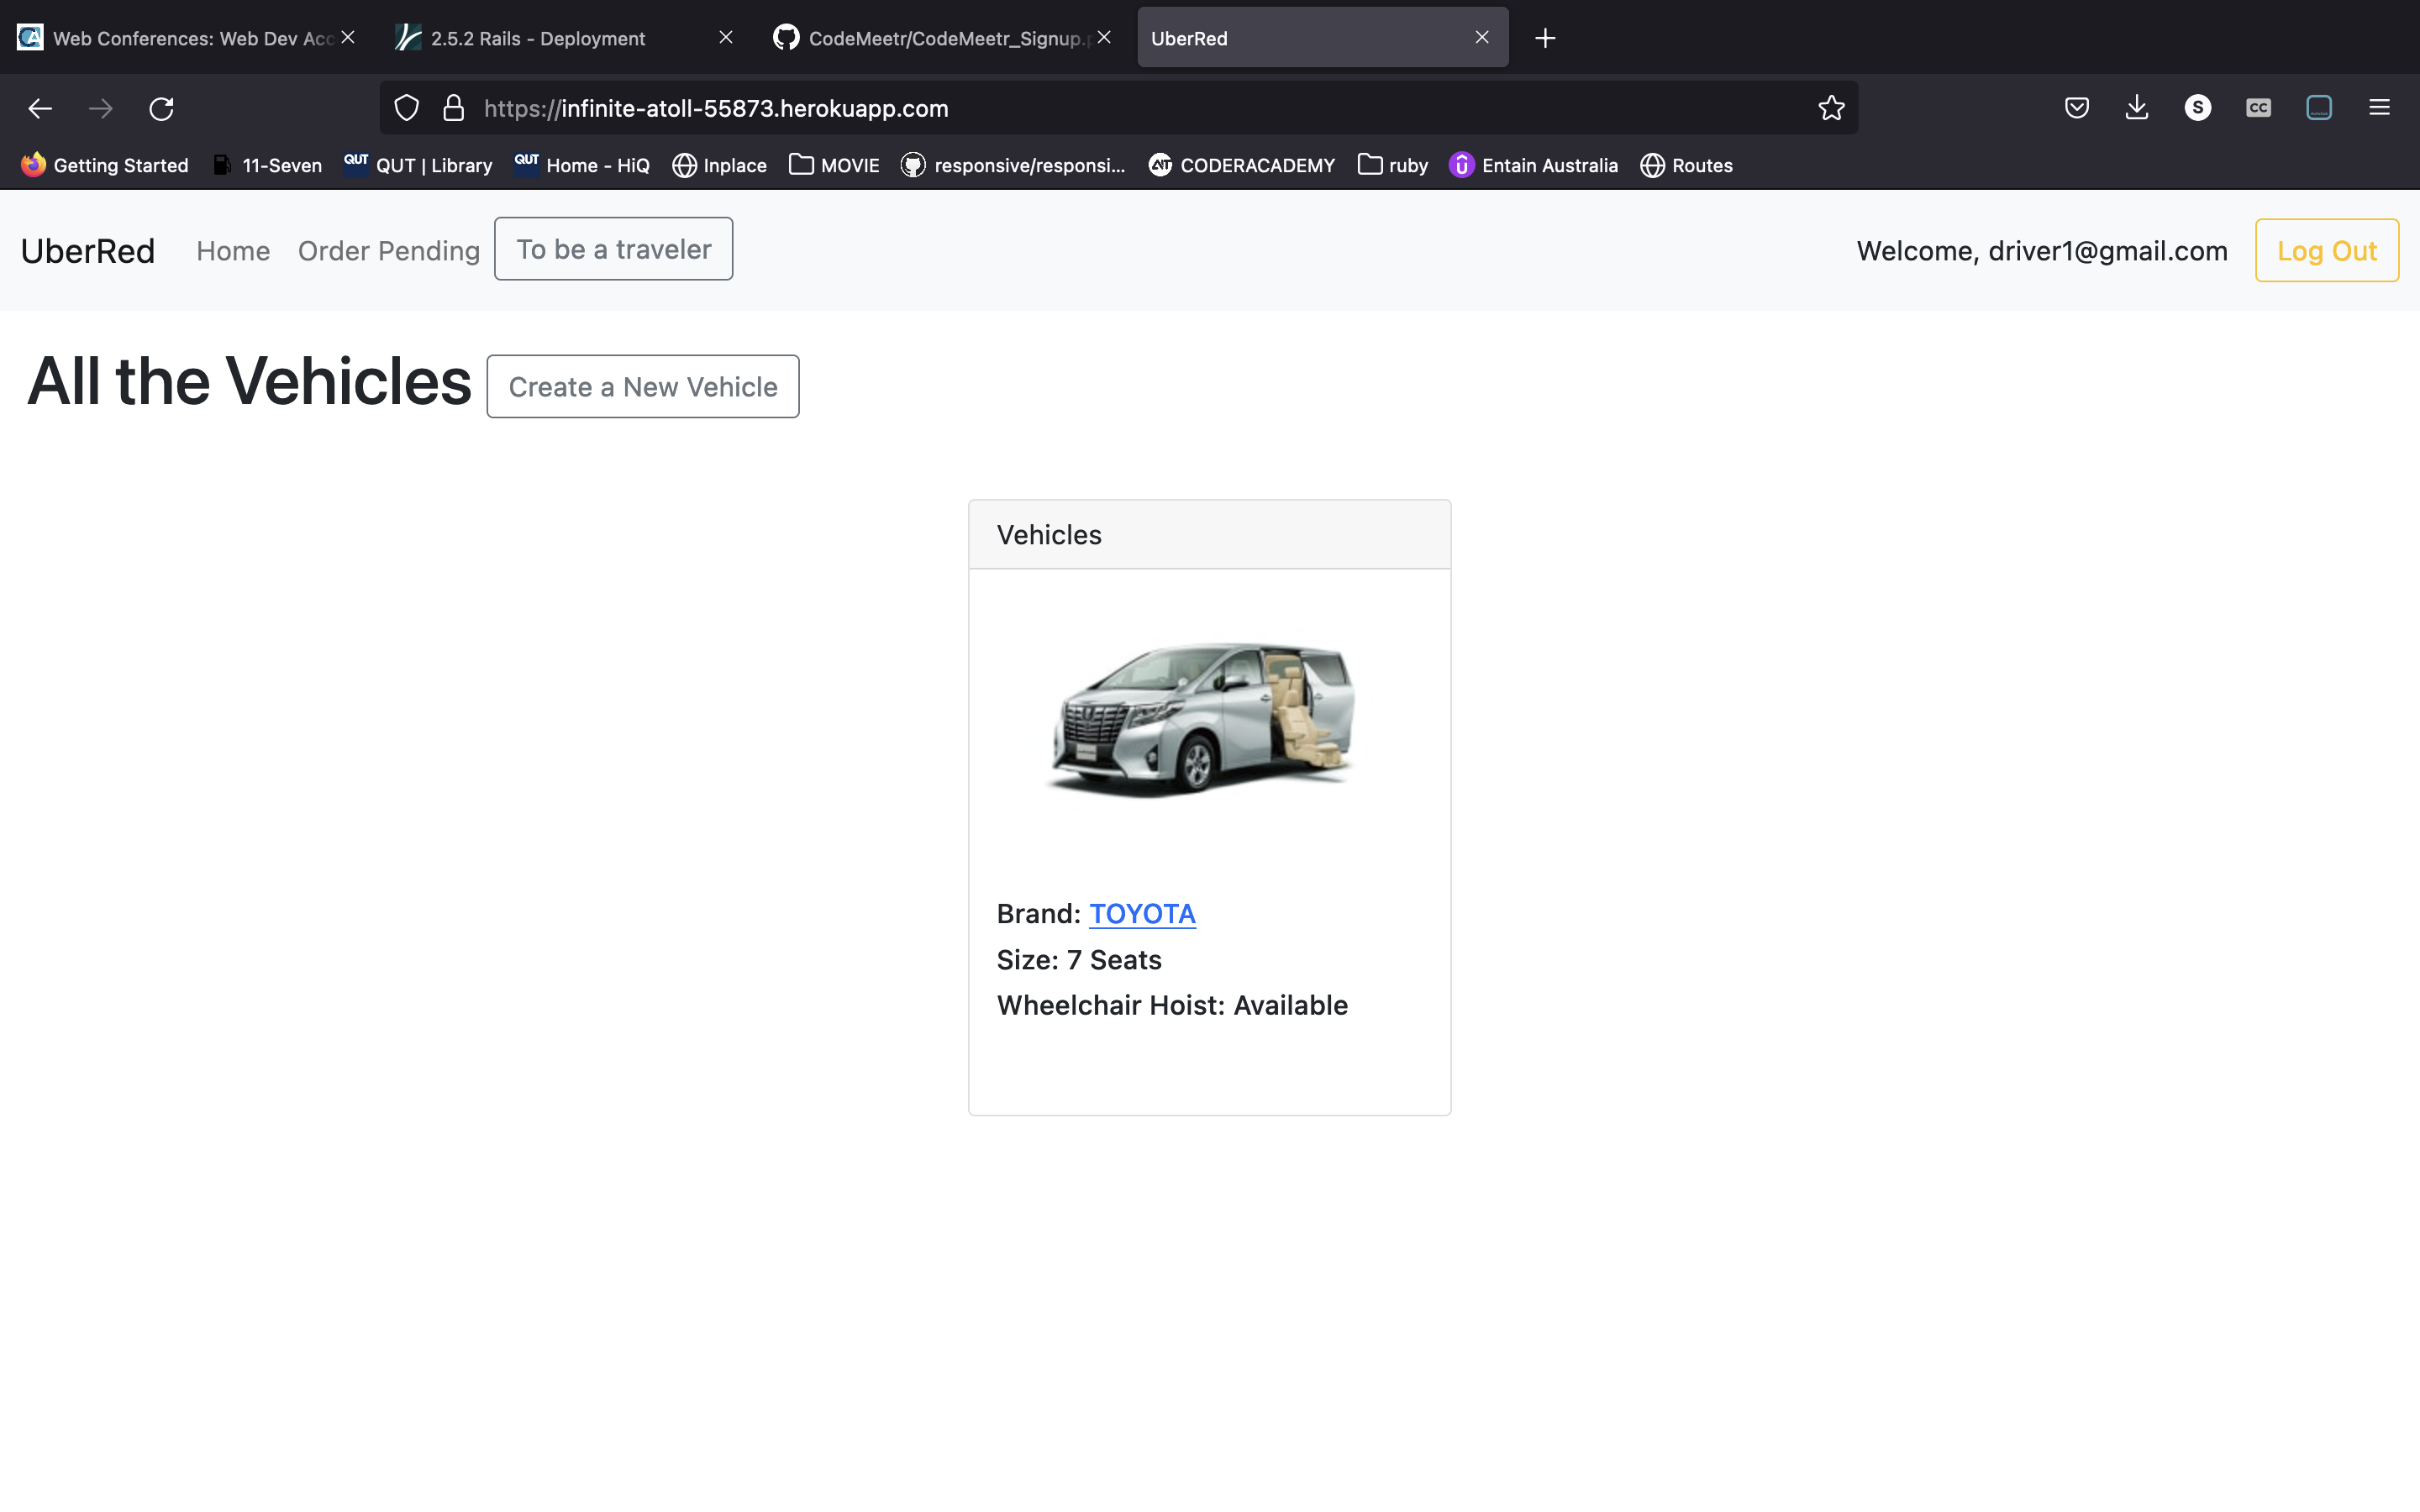 Web Conferences: Web Dev Acc
2.5.2 Rails - Deployment
CodeMeetr/CodeMeetr_Signup.
UberRed
https://infinite-atoll-55873.herokuapp.com
S
CC
Getting Started
11-Seven
QUT QUT | Library
QUT Home - HiQ
Inplace
MOVIE
responsive/responsi...
CODERACADEMY
ruby
Entain Australia
Routes
UberRed
Home
Order Pending
To be a traveler
Welcome, driver1@gmail.com
Log Out
All the Vehicles
Create a New Vehicle
Vehicles
Brand: TOYOTA
Size: 7 Seats
Wheelchair Hoist: Available